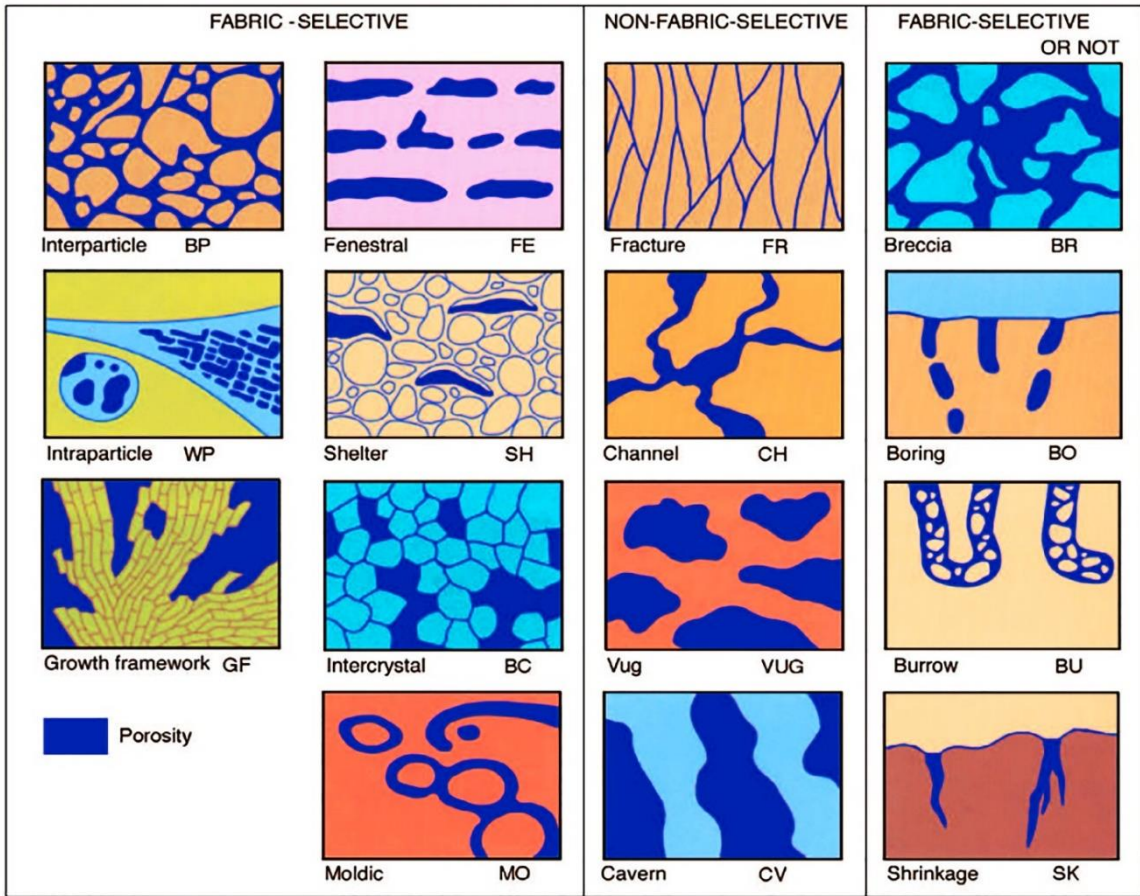 FABRIC - SELECTIVE
NON-FABRIC-SELECTIVE
FABRIC-SELECTIVE
OR NOT
Interparticle BP
Fenestral FE
Fracture FR
Breccia BR
Intraparticle WP
Shelter SH
Channel CH
Boring BO
Growth framework GF
Intercrystal BC
Vug VUG
Burrow BU
Porosity
Moldic MO
Cavern CV
Shrinkage SK